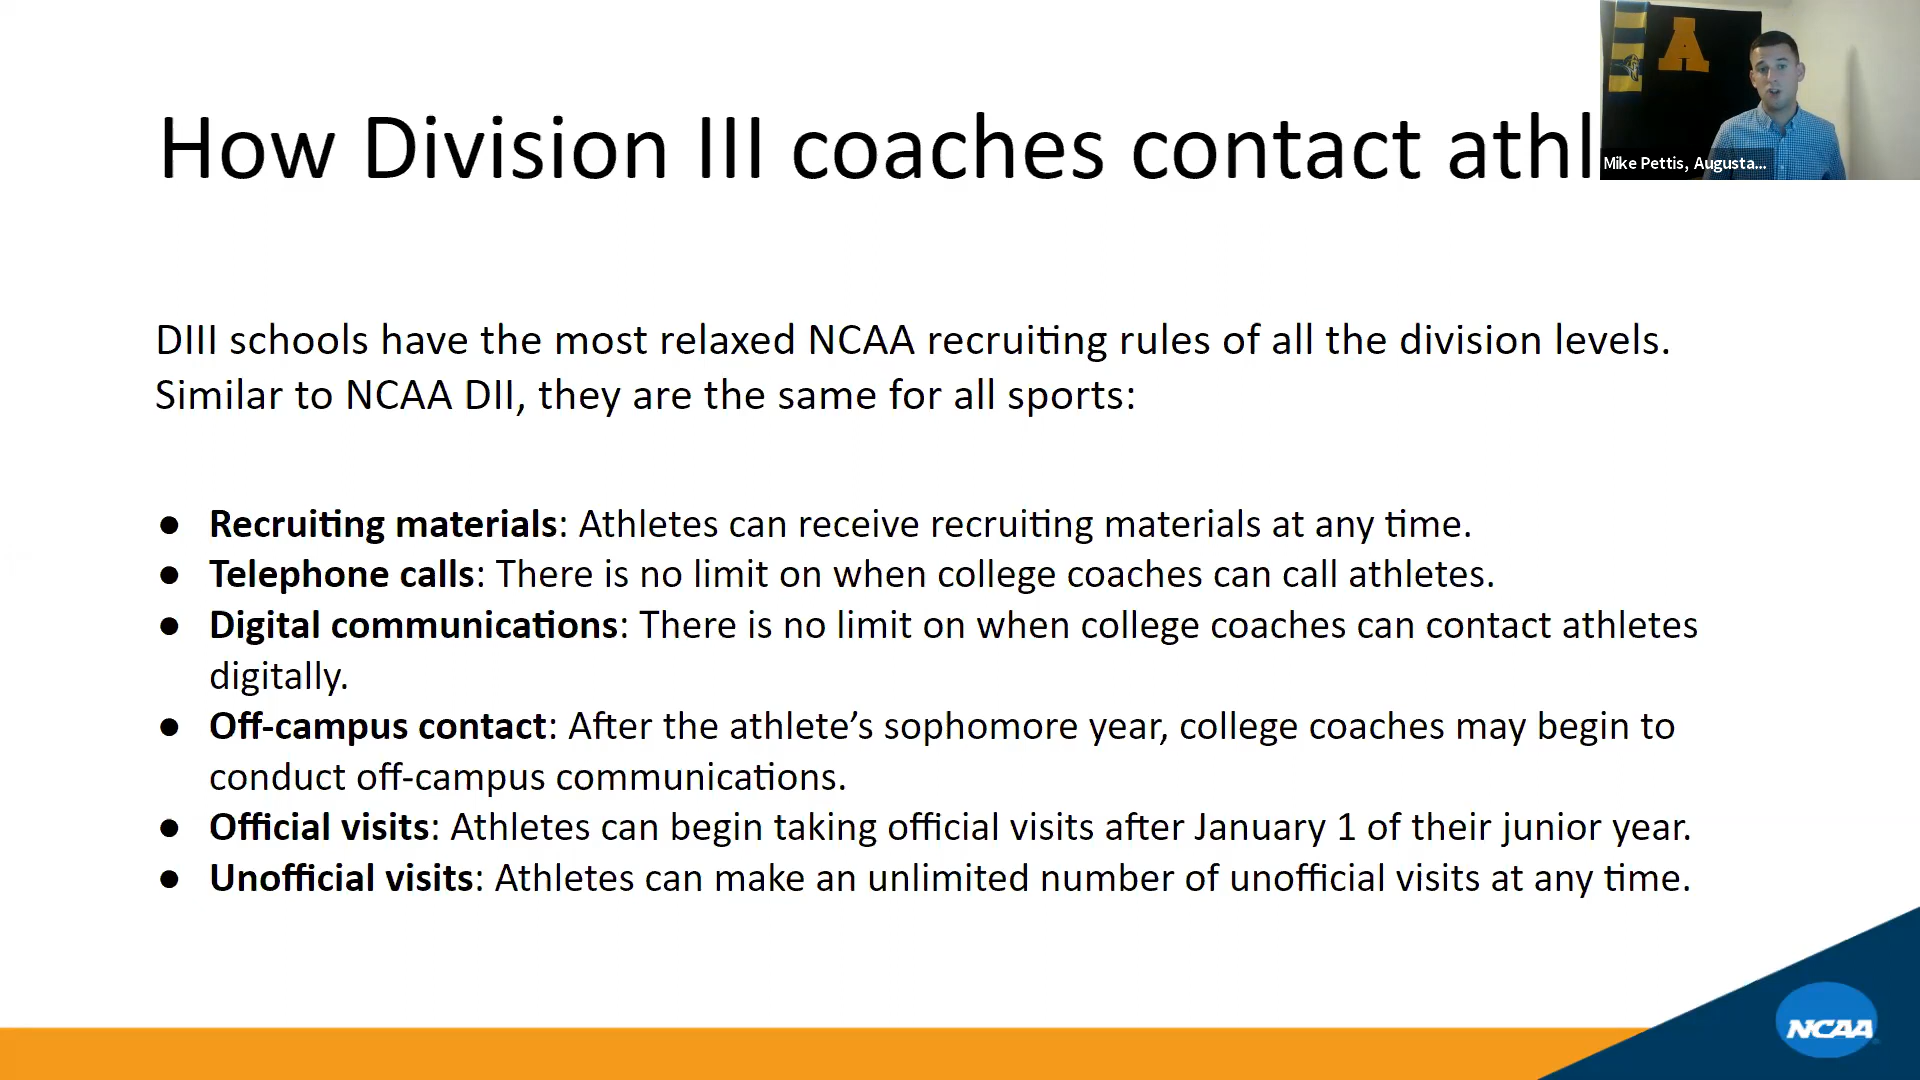 How Division III coaches contact athl
A
Mike Pettis, Augusta...
DIII schools have the most relaxed NCAA recruiting rules of all the division levels.
Similar to NCAA DII, they are the same for all sports:
● Recruiting materials: Athletes can receive recruiting materials at any time.
● Telephone calls: There is no limit on when college coaches can call athletes.
● Digital communications: There is no limit on when college coaches can contact athletes
digitally.
● Off-campus contact: After the athlete’s sophomore year, college coaches may begin to
conduct off-campus communications.
● Official visits: Athletes can begin taking official visits after January 1 of their junior year.
● Unofficial visits: Athletes can make an unlimited number of unofficial visits at any time.
NCAA